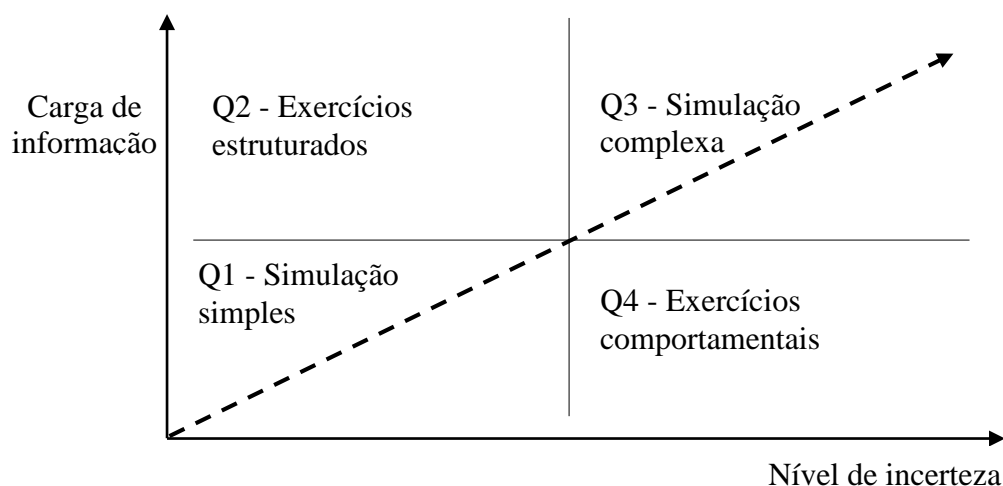 Carga de
informação
Q2 - Exercícios
estruturados
Q3 - Simulação
complexa
Q1 - Simulação
simples
Q4 - Exercícios
comportamentais
Nível de incerteza